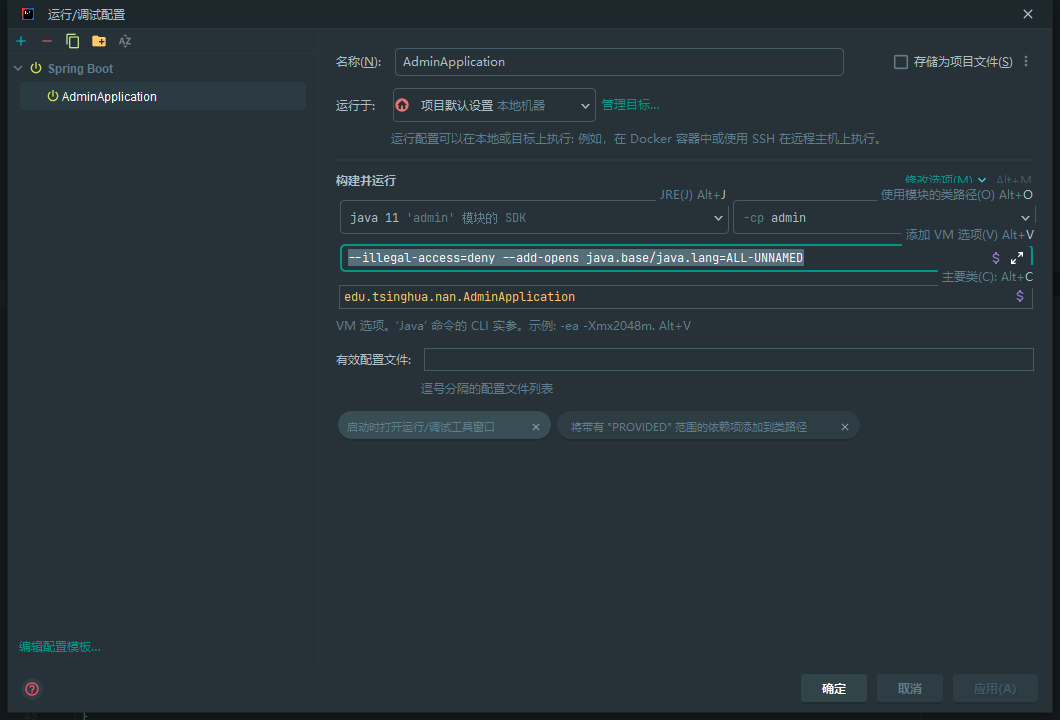 运行/调试配置
Spring Boot
AdminApplication
编辑配置模板...
名称(N):
AdminApplication
存储为项目文件(S)
运行于:
项目默认设置 本地机器
管理目标...
运行配置可以在本地或目标上执行: 例如，在 Docker 容器中或使用 SSH 在远程主机上执行。
构建并运行
修改选项(M) Alt+M
JRE(J) Alt+J
使用模块的类路径(O) Alt+O
java 11 'admin' 模块的 SDK
-cp admin
添加 VM 选项(V) Alt+V
--illegal-access=deny --add-opens java.base/java.lang=ALL-UNNAMED
主要类(C): Alt+C
edu.tsinghua.nan.AdminApplication
VM 选项。'Java' 命令的 CLI 实参。示例: -ea -Xmx2048m. Alt+V
有效配置文件:
逗号分隔的配置文件列表
启动时打开运行/调试工具窗口
将带有 "PROVIDED" 范围的依赖项添加到类路径
确定
取消
应用(A)